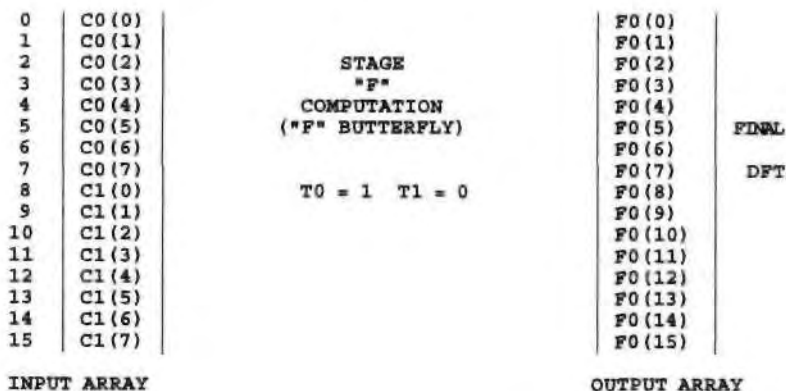 0 C0(0) F0(0)
1 C0(1) F0(1)
2 C0(2) STAGE F0(2)
3 C0(3) "F" F0(3)
4 C0(4) COMPUTATION F0(4)
5 C0(5) ("F" BUTTERFLY) F0(5) FINAL
6 C0(6) F0(6)
7 C0(7) F0(7) DFT
8 C1(0) T0 = 1 T1 = 0 F0(8)
9 C1(1) F0(9)
10 C1(2) F0(10)
11 C1(3) F0(11)
12 C1(4) F0(12)
13 C1(5) F0(13)
14 C1(6) F0(14)
15 C1(7) F0(15)
INPUT ARRAY OUTPUT ARRAY